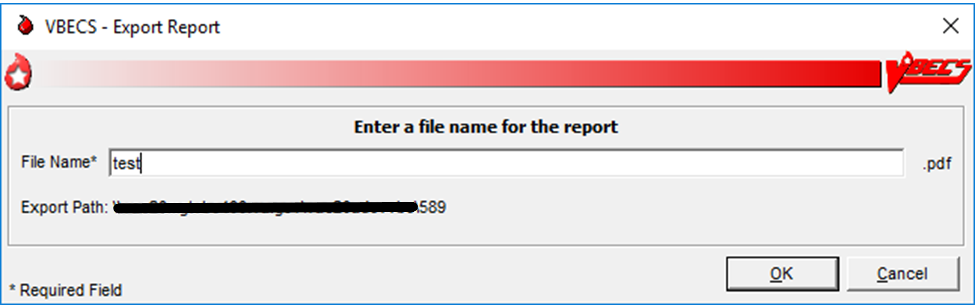 VBECS - Export Report
VBECS
Enter a file name for the report
File Name* test .pdf
Export Path: \589
* Required Field
OK Cancel